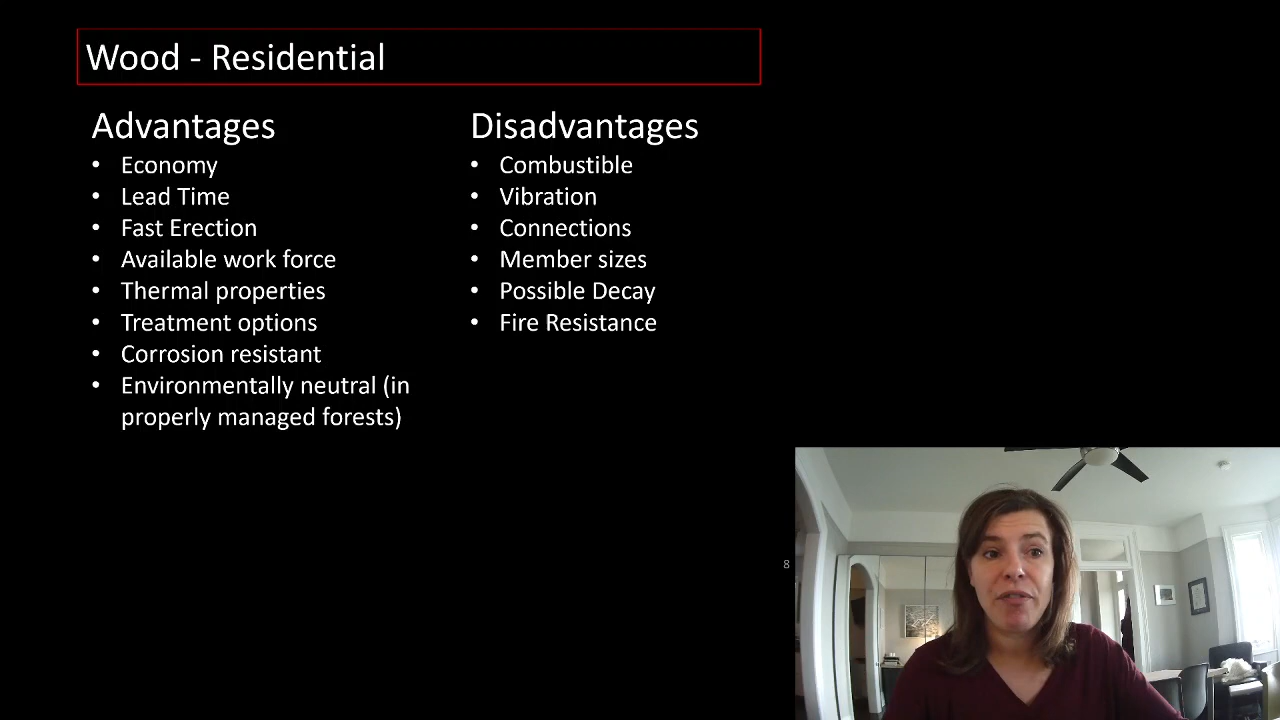 Wood - Residential
Advantages
• Economy
• Lead Time
• Fast Erection
• Available work force
• Thermal properties
• Treatment options
• Corrosion resistant
• Environmentally neutral (in
properly managed forests)
Disadvantages
• Combustible
• Vibration
• Connections
• Member sizes
• Possible Decay
• Fire Resistance
8